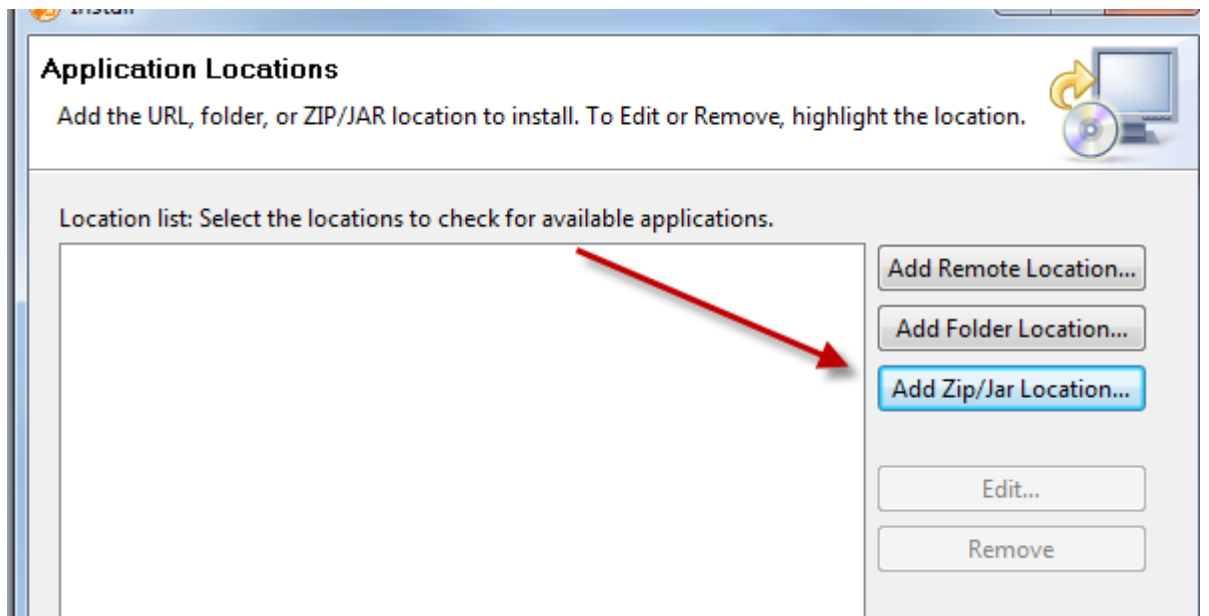 Install
Application Locations
Add the URL, folder, or ZIP/JAR location to install. To Edit or Remove, highlight the location.
Location list: Select the locations to check for available applications.
Add Remote Location...
Add Folder Location...
Add Zip/Jar Location...
Edit...
Remove